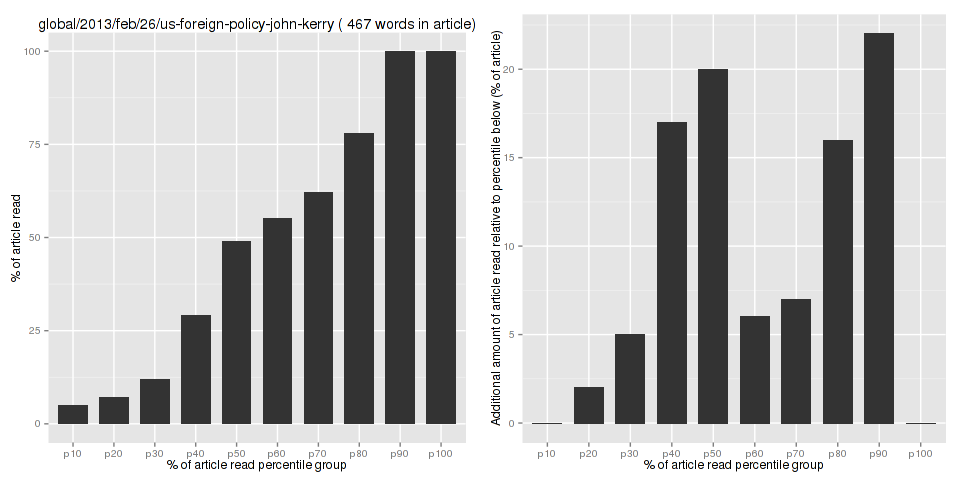 global/2013/feb/26/us-foreign-policy-john-kerry ( 467 words in article)
% of article read
100
75
50
25
0
p10 p20 p30 p40 p50 p60 p70 p80 p90 p100
% of article read percentile group
Additional amount of article read relative to percentile below (% of article)
20
15
10
5
0
p10 p20 p30 p40 p50 p60 p70 p80 p90 p100
% of article read percentile group